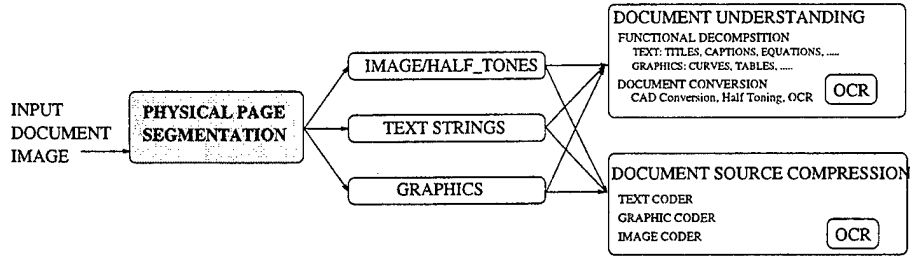 INPUT
DOCUMENT
IMAGE
PHYSICAL PAGE
SEGMENTATION
IMAGE/HALF_TONES
TEXT STRINGS
GRAPHICS
DOCUMENT UNDERSTANDING
FUNCTIONAL DECOMPSITION
TEXT: TITLES, CAPTIONS, EQUATIONS, .....
GRAPHICS: CURVES, TABLES, .....
DOCUMENT CONVERSION
CAD Conversion, Half Toning, OCR
OCR
DOCUMENT SOURCE COMPRESSION
TEXT CODER
GRAPHIC CODER
IMAGE CODER
OCR